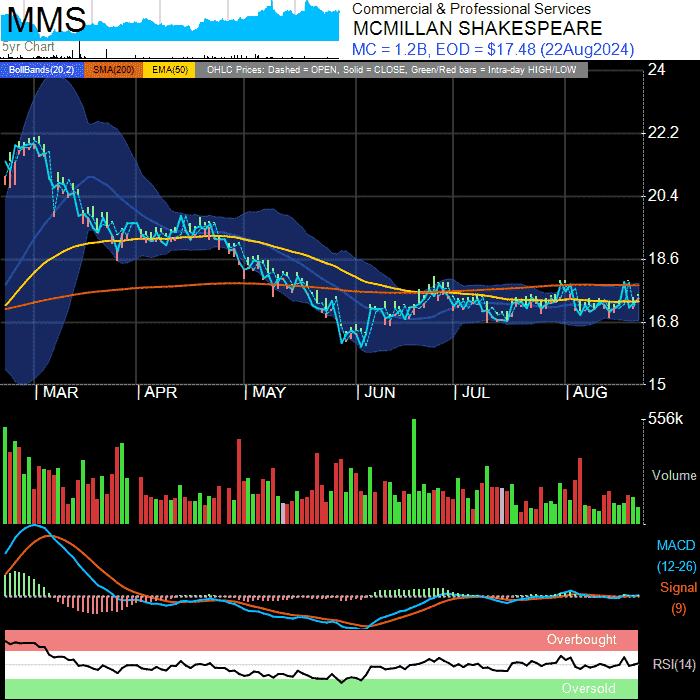 MMS
5yr Chart
Commercial & Professional Services
MCMILLAN SHAKESPEARE
MC = 1.2B, EOD = $17.48 (22Aug2024)
BollBands(20,2) SMA(200) EMA(50) OHLC Prices: Dashed = OPEN, Solid = CLOSE, Green/Red bars = Intra-day HIGH/LOW
24
22.2
20.4
18.6
16.8
15
MAR APR MAY JUN JUL AUG
556k
Volume
MACD
(12-26)
Signal
(9)
Overbought
RSI(14)
Oversold